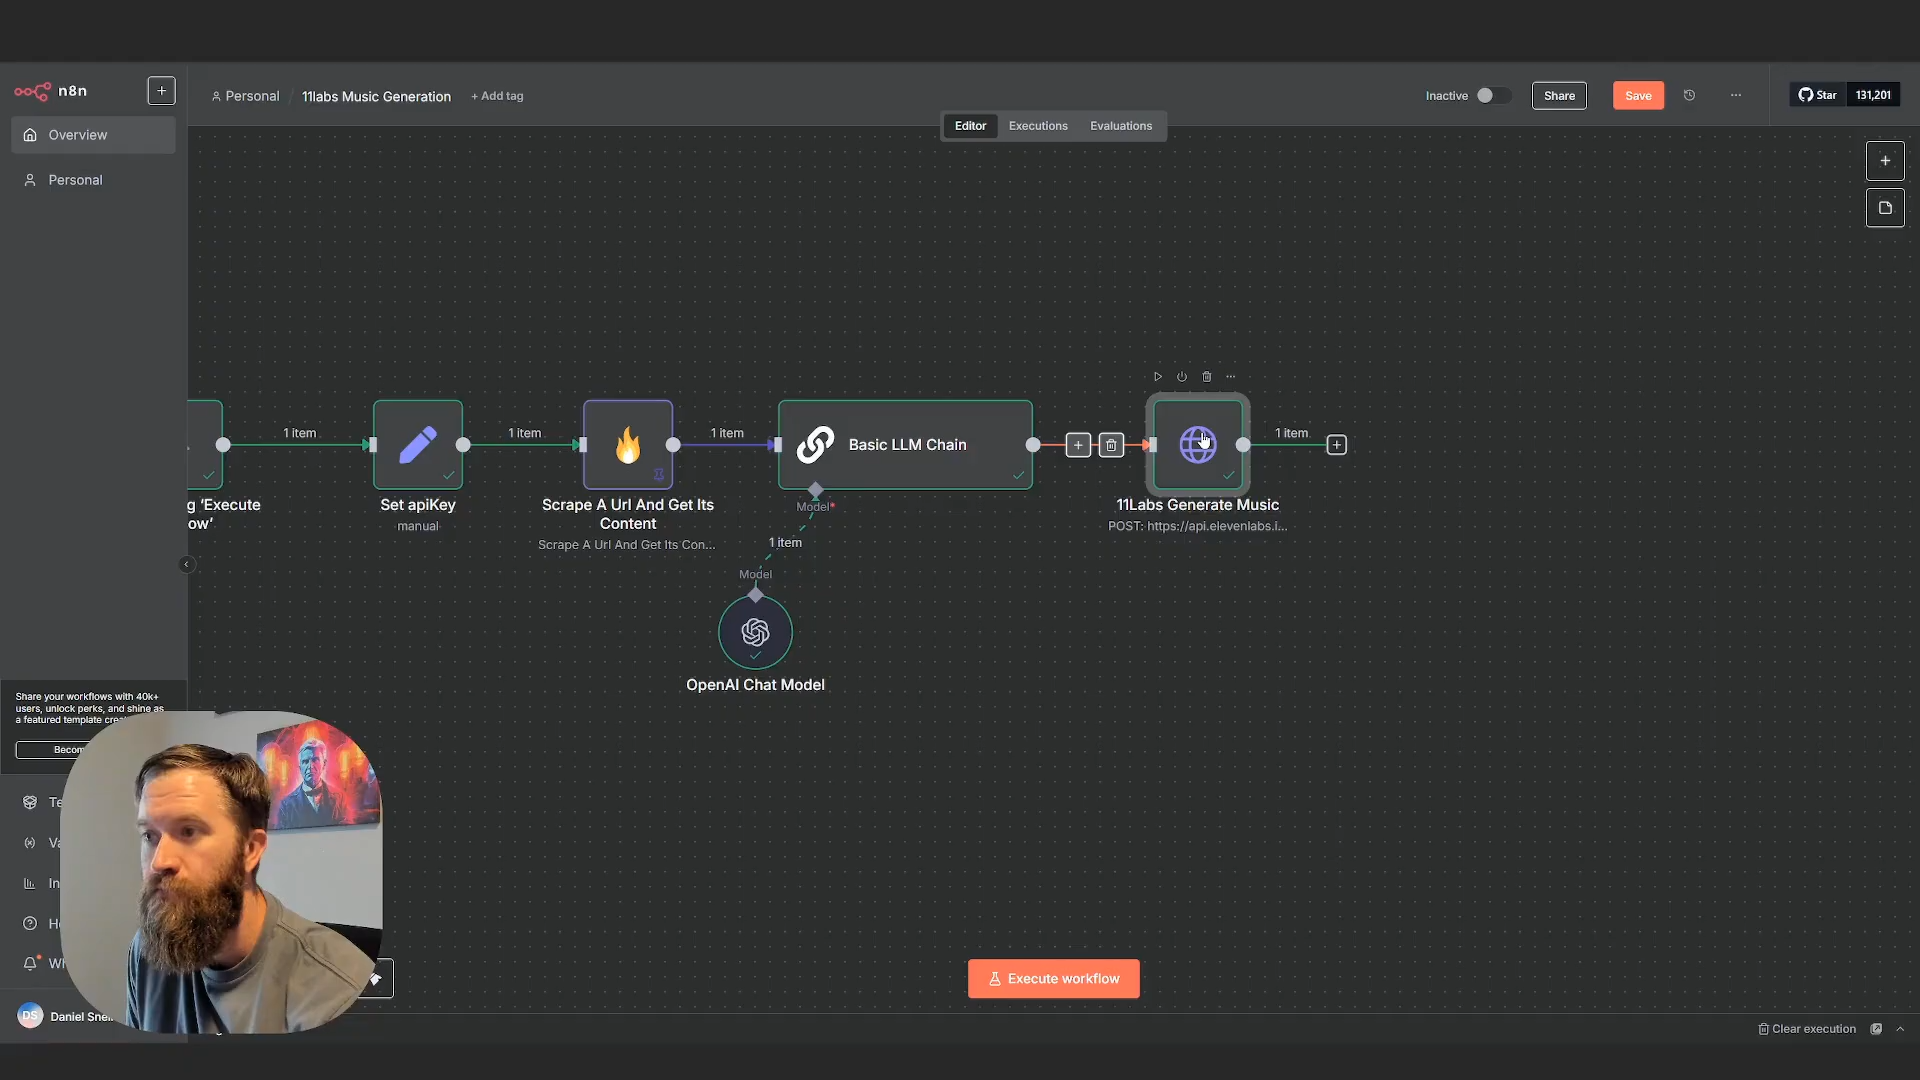 n8n
Personal
11labs Music Generation
+ Add tag
Inactive
Share
Save
Star
131,201
Editor
Executions
Evaluations
Overview
Personal
1 item
1 item
1 item
Basic LLM Chain
1 item
g ‘Execute
ow’
Set apiKey
manual
Scrape A Url And Get Its
Content
Scrape A Url And Get Its Con...
Model*
1 item
Model
OpenAI Chat Model
11Labs Generate Music
POST: https://api.elevenlabs.i...
Share your workflows with 40k+
users, unlock perks, and shine as
a featured template
DS
Daniel
Execute workflow
Clear execution